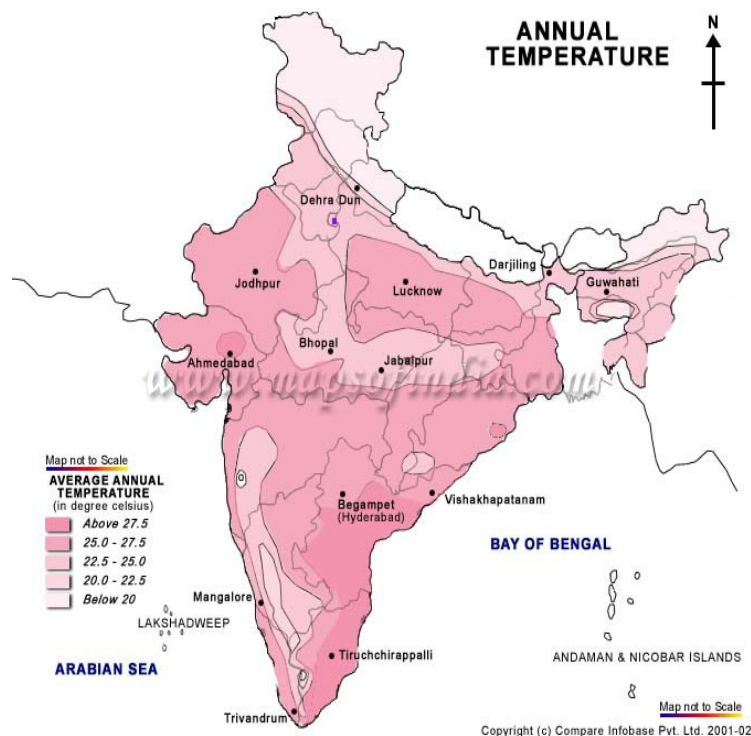 ANNUAL
TEMPERATURE
N
Dehra Dun
Darjiling
Jodhpur
Lucknow
Guwahati
Bhopal
Ahmedabad
Jabalpur
www.mapsofindia.com
Map not to Scale
AVERAGE ANNUAL
TEMPERATURE
(in degree celsius)
Above 27.5
25.0 - 27.5
22.5 - 25.0
20.0 - 22.5
Below 20
Begampet
(Hyderabad)
Vishakhapatanam
BAY OF BENGAL
Mangalore
LAKSHADWEEP
Tiruchchirappalli
ANDAMAN & NICOBAR ISLANDS
ARABIAN SEA
Trivandrum
Map not to Scale
Copyright (c) Compare Infobase Pvt. Ltd. 2001-02